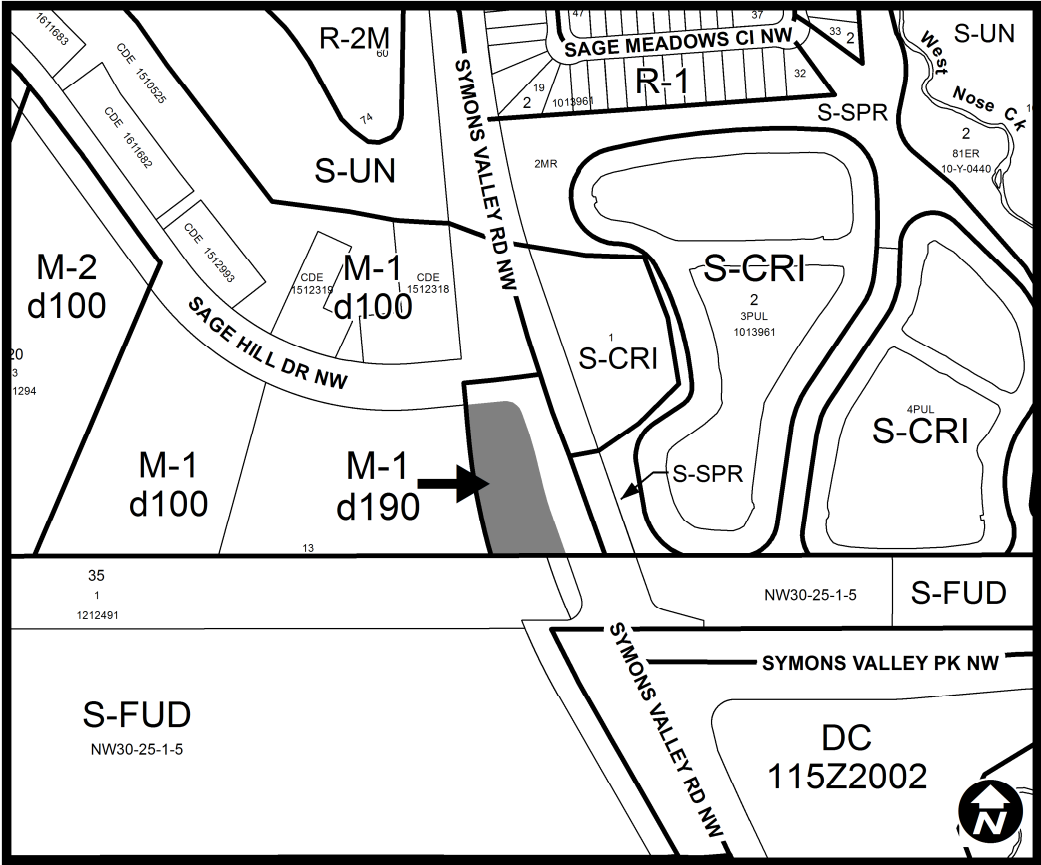 1611683
CDE 1510525
R-2M
60
74
47
37
SAGE MEADOWS CI NW
33
2
R-1
32
19
2
1013961
West Nose Ck
S-UN
S-SPR
2
81ER
10-Y-0440
CDE 1611682
SYMONS VALLEY RD NW
2MR
S-UN
CDE 1512993
M-2
d100
CDE
1512319
M-1
d100
CDE
1512318
S-CRI
2
3PUL
1013961
SAGE HILL DR NW
1
S-CRI
20
3
1294
4PUL
S-CRI
M-1
d100
M-1
d190
S-SPR
13
35
1
1212491
NW30-25-1-5
S-FUD
SYMONS VALLEY RD NW
SYMONS VALLEY PK NW
S-FUD
NW30-25-1-5
DC
115Z2002
N